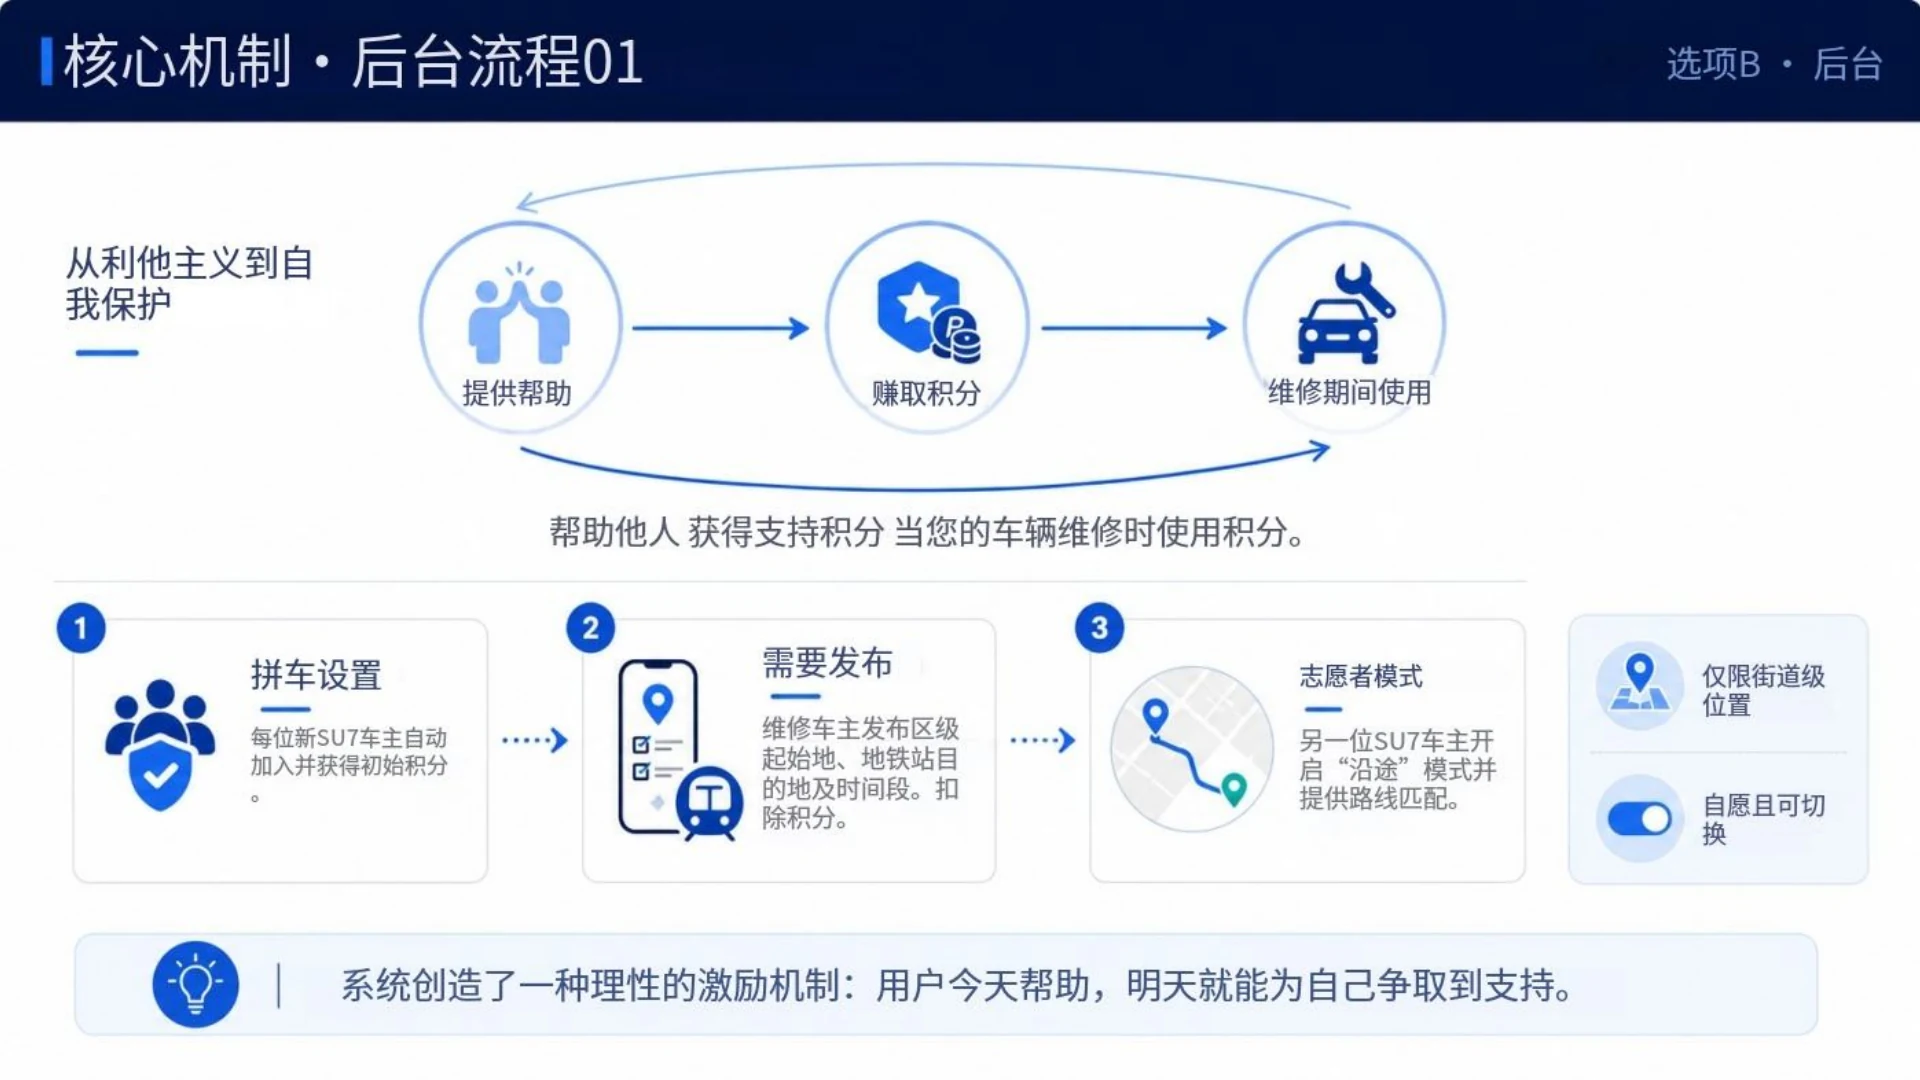 核心机制·后台流程01
选项B · 后台
从利他主义到自
我保护
提供帮助
P
赚取积分
维修期间使用
帮助他人 获得支持积分 当您的车辆维修时使用积分。
1
拼车设置
每位新SU7车主自动
加入并获得初始积分
。
2
需要发布
维修车主发布区级
起始地、地铁站目
的地及时间段。扣
除积分。
3
志愿者模式
另一位SU7车主开
启“沿途”模式并
提供路线匹配。
仅限街道级
位置
自愿且可切
换
系统创造了一种理性的激励机制：用户今天帮助，明天就能为自己争取到支持。